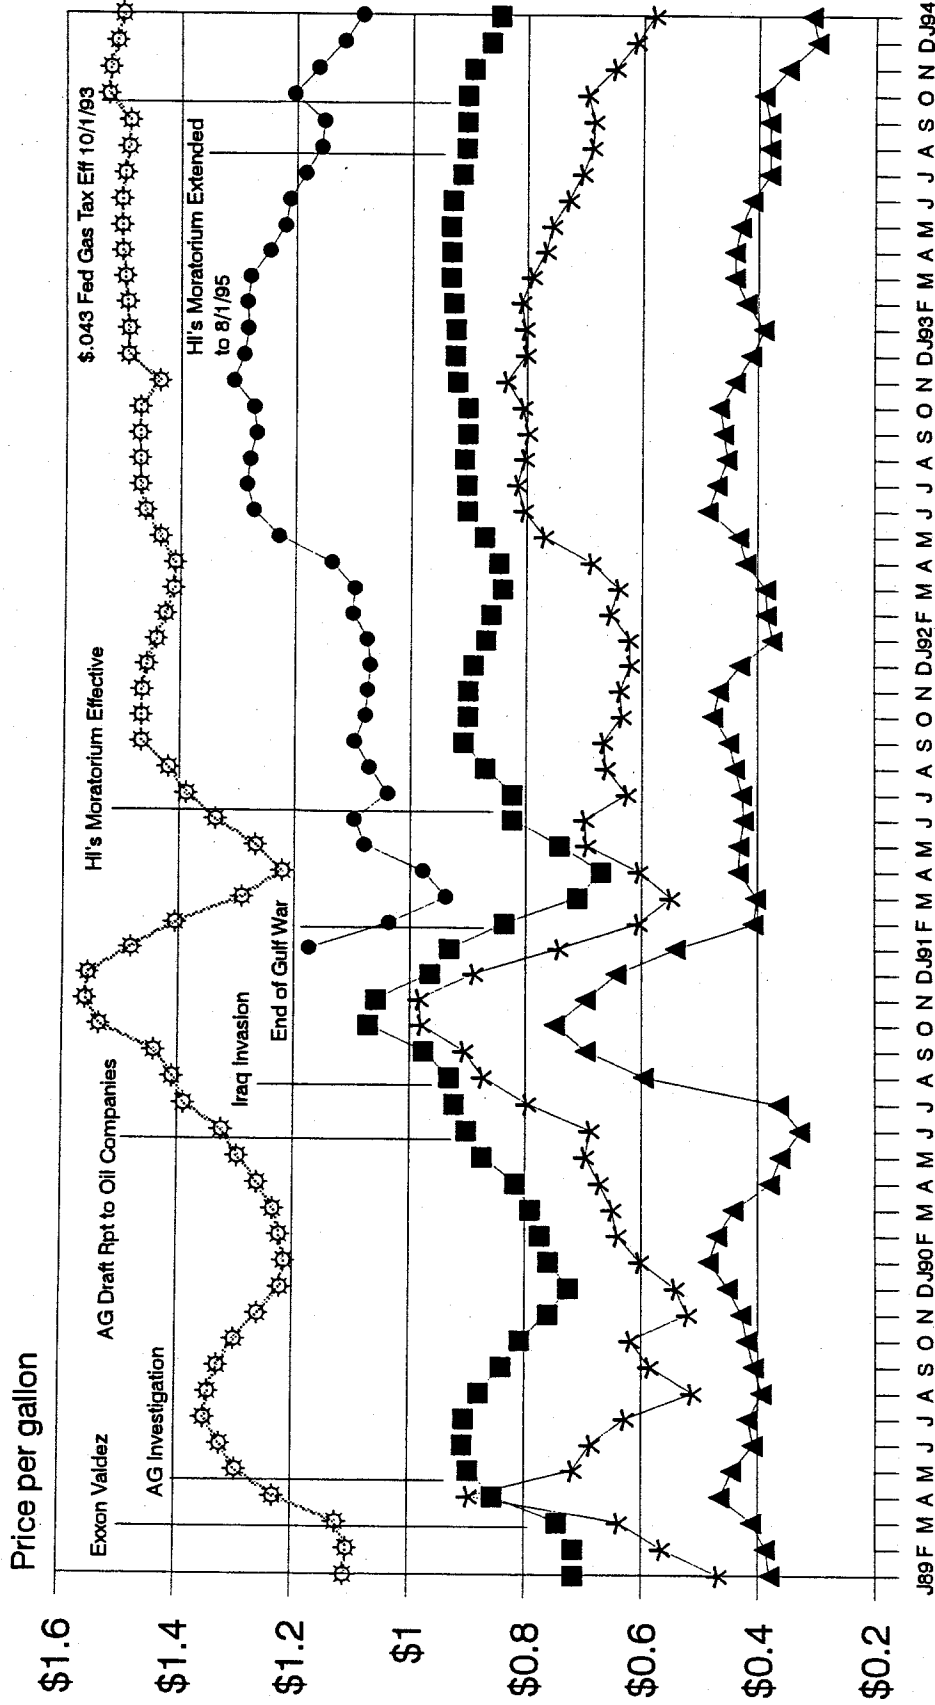 Price per gallon
$1.6
$1.4
$1.2
$1
$0.8
$0.6
$0.4
$0.2
Exxon Valdez
AG Investigation
AG Draft Rpt to Oil Companies
Iraq Invasion
End of Gulf War
HI's Moratorium Effective
HI's Moratorium Extended
to 8/1/95
$.043 Fed Gas Tax Eff 10/1/93
J89 F M A M J J A S O N DJ90 F M A M J J A S O N DJ91 F M A M J J A S O N DJ92 F M A M J J A S O N DJ93 F M A M J J A S O N DJ94